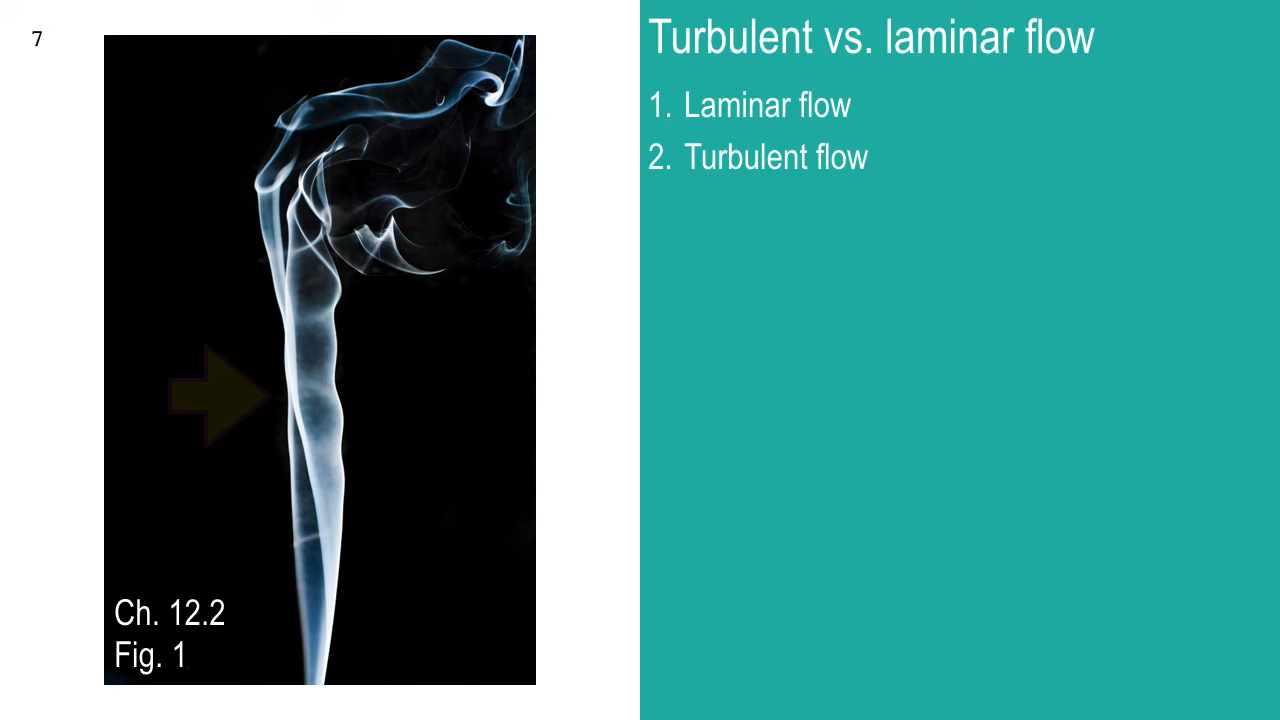 7
Turbulent vs. laminar flow
1. Laminar flow
2. Turbulent flow
Ch. 12.2
Fig. 1